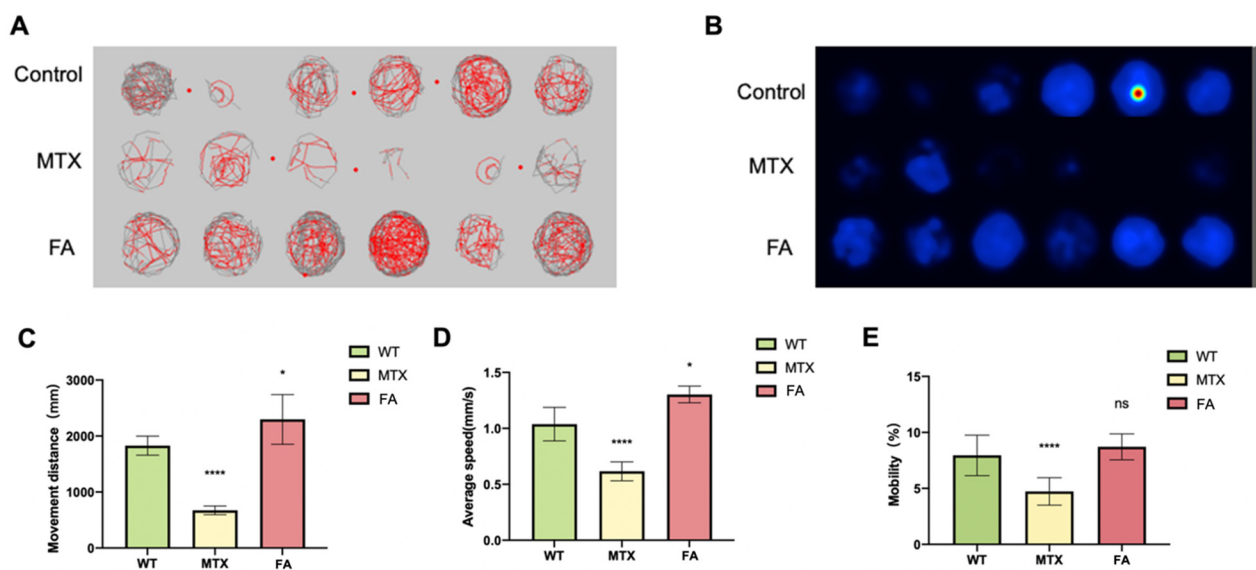 A
Control
MTX
FA
B
Control
MTX
FA
C
Movement distance (mm)
3000
2000
1000
0
****
*
WT
MTX
FA
WT
MTX
FA
D
Average speed(mm/s)
1.5
1.0
0.5
0.0
****
*
WT
MTX
FA
WT
MTX
FA
E
Mobility (%)
15
10
5
0
****
ns
WT
MTX
FA
WT
MTX
FA